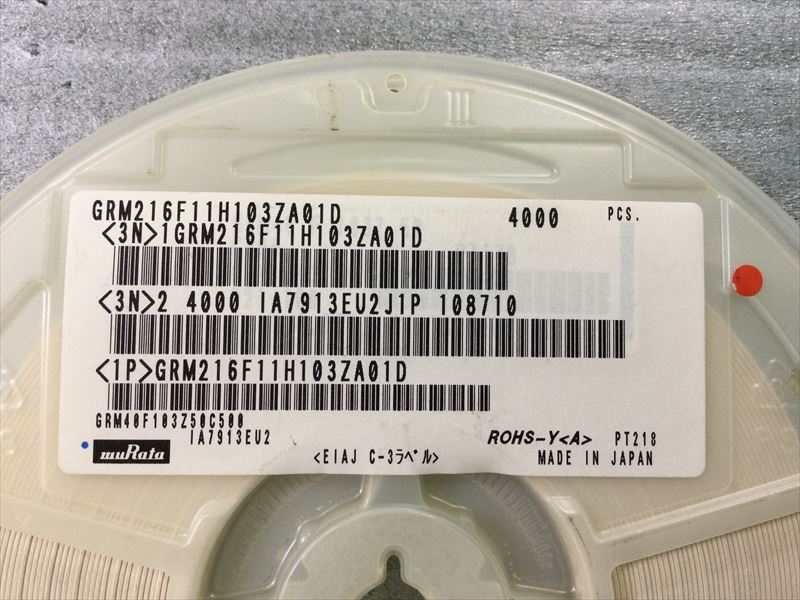 GRM216F11H103ZA01D 4000 PCS.
<3N>1GRM216F11H103ZA01D
<3N>2 4000 IA7913EU2J1P 108710
<1P>GRM216F11H103ZA01D
GRM40F103Z50C500
IA7913EU2 ROHS-Y<A> PT218
muRata <EIAJ C-3ラベル> MADE IN JAPAN